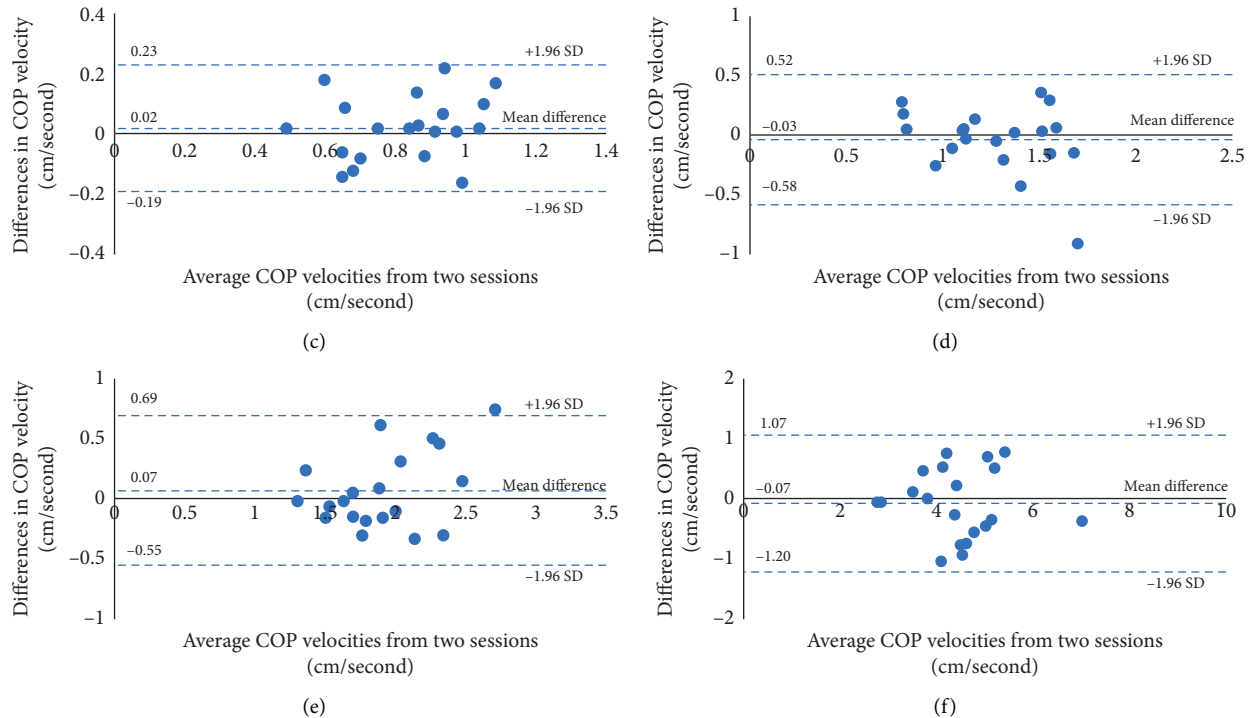 Differences in COP velocity
(cm/second)
0.4
0.2
0
–0.2
–0.4
0.23
+1.96 SD
0.02
Mean difference
–0.19
–1.96 SD
0 0.2 0.4 0.6 0.8 1 1.2 1.4
Average COP velocities from two sessions
(cm/second)
(c)
Differences in COP velocity
(cm/second)
1
0.5
0
–0.5
–1
0.52
+1.96 SD
–0.03
Mean difference
–0.58
–1.96 SD
0 0.5 1 1.5 2 2.5
Average COP velocities from two sessions
(cm/second)
(d)
Differences in COP velocity
(cm/second)
1
0.5
0
–0.5
–1
0.69
+1.96 SD
0.07
Mean difference
–0.55
–1.96 SD
0 0.5 1 1.5 2 2.5 3 3.5
Average COP velocities from two sessions
(cm/second)
(e)
Differences in COP velocity
(cm/second)
2
1
0
–1
–2
1.07
+1.96 SD
–0.07
Mean difference
–1.20
–1.96 SD
0 2 4 6 8 10
Average COP velocities from two sessions
(cm/second)
(f)